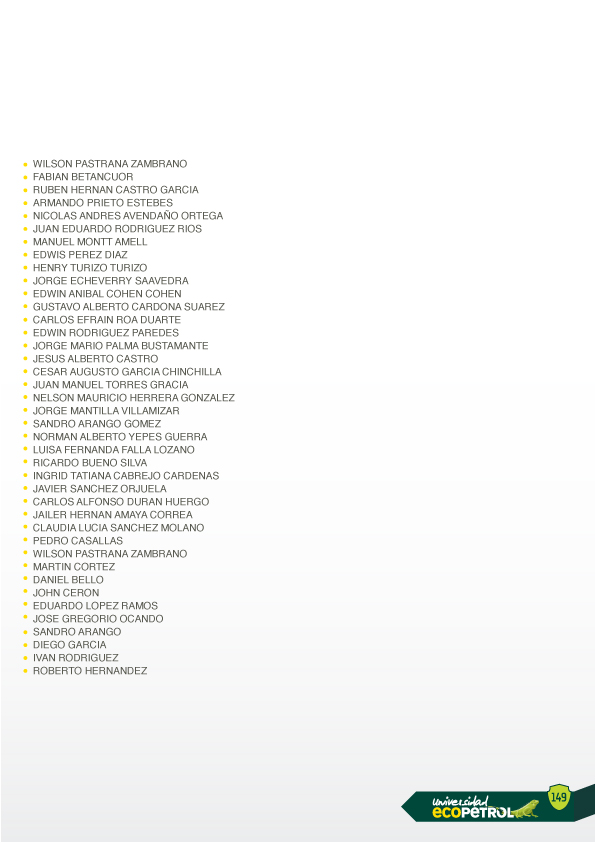 WILSON PASTRANA ZAMBRANO
FABIAN BETANCUOR
RUBEN HERNAN CASTRO GARCIA
ARMANDO PRIETO ESTEBES
NICOLAS ANDRES AVENDAÑO ORTEGA
JUAN EDUARDO RODRIGUEZ RIOS
MANUEL MONTT AMELL
EDWIS PEREZ DIAZ
HENRY TURIZO TURIZO
JORGE ECHEVERRY SAAVEDRA
EDWIN ANIBAL COHEN COHEN
GUSTAVO ALBERTO CARDONA SUAREZ
CARLOS EFRAIN ROA DUARTE
EDWIN RODRIGUEZ PAREDES
JORGE MARIO PALMA BUSTAMANTE
JESUS ALBERTO CASTRO
CESAR AUGUSTO GARCIA CHINCHILLA
JUAN MANUEL TORRES GRACIA
NELSON MAURICIO HERRERA GONZALEZ
JORGE MANTILLA VILLAMIZAR
SANDRO ARANGO GOMEZ
NORMAN ALBERTO YEPES GUERRA
LUISA FERNANDA FALLA LOZANO
RICARDO BUENO SILVA
INGRID TATIANA CABREJO CARDENAS
JAVIER SANCHEZ ORJUELA
CARLOS ALFONSO DURAN HUERGO
JAILER HERNAN AMAYA CORREA
CLAUDIA LUCIA SANCHEZ MOLANO
PEDRO CASALLAS
WILSON PASTRANA ZAMBRANO
MARTIN CORTEZ
DANIEL BELLO
JOHN CERON
EDUARDO LOPEZ RAMOS
JOSE GREGORIO OCANDO
SANDRO ARANGO
DIEGO GARCIA
IVAN RODRIGUEZ
ROBERTO HERNANDEZ
universidad
ECOPETROL
149